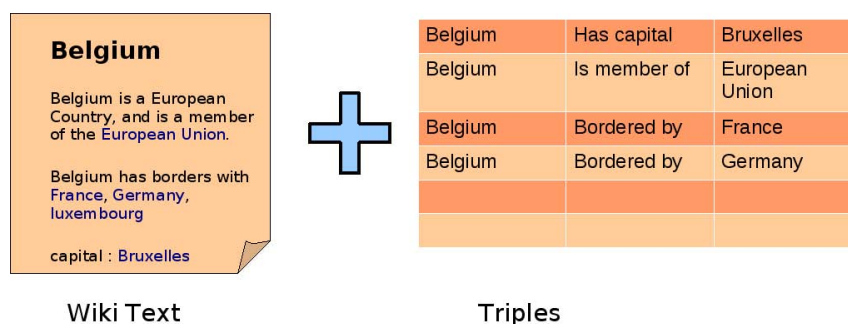 Belgium
Belgium is a European
Country, and is a member
of the European Union.
Belgium has borders with
France, Germany,
luxembourg
capital : Bruxelles
Wiki Text
Belgium Has capital Bruxelles
Belgium Is member of European
Union
Belgium Bordered by France
Belgium Bordered by Germany
Triples